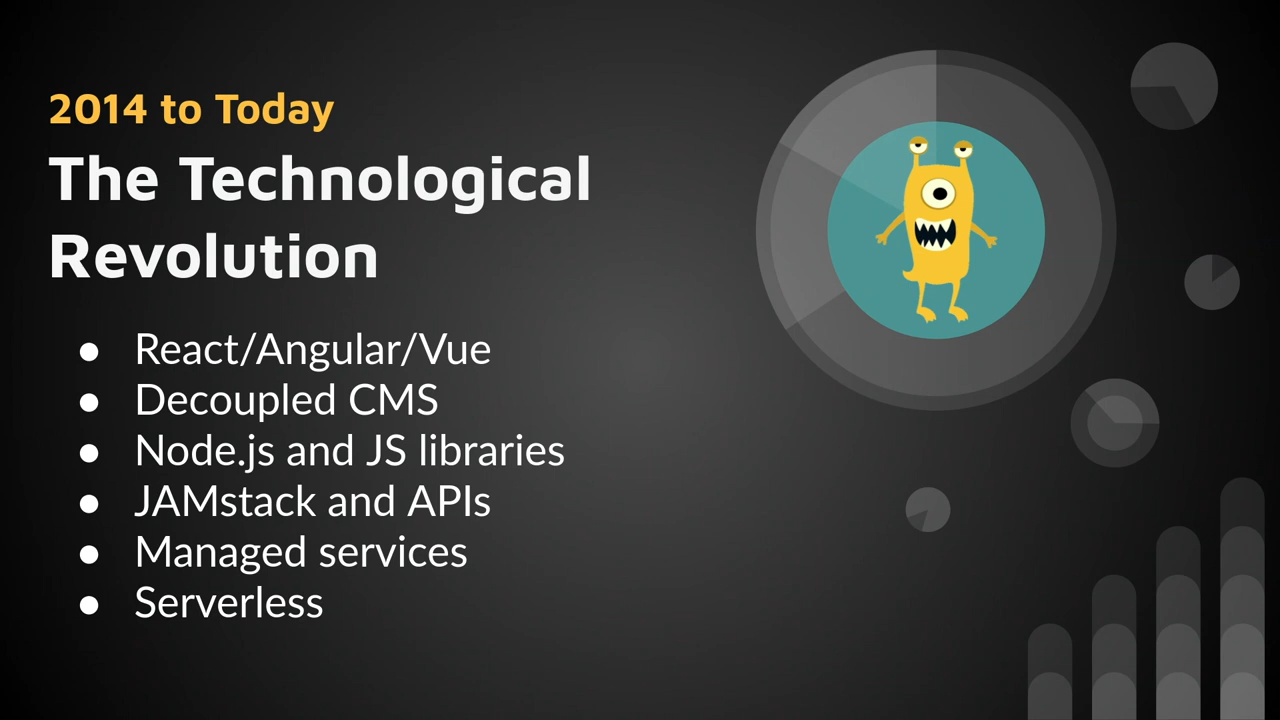 2014 to Today
The Technological
Revolution
● React/Angular/Vue
● Decoupled CMS
● Node.js and JS libraries
● JAMstack and APIs
● Managed services
● Serverless